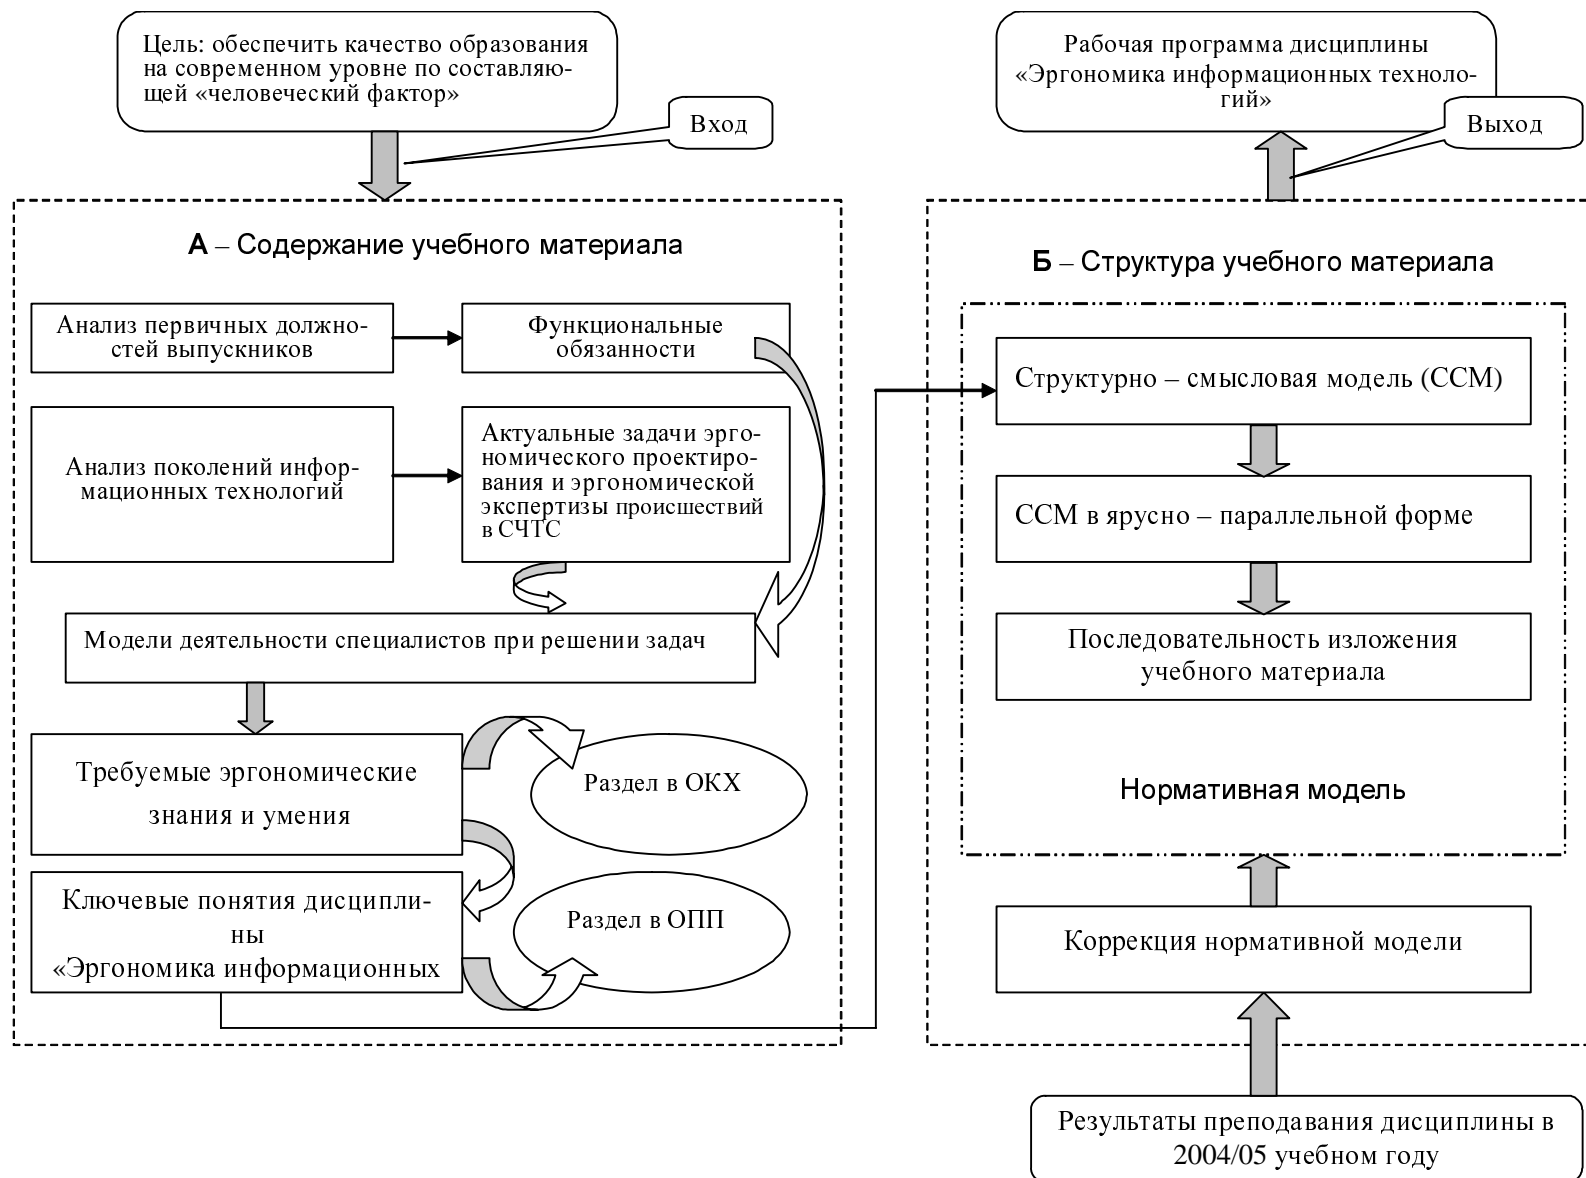 Цель: обеспечить качество образования
на современном уровне по составляю-
щей «человеческий фактор»
Вход
А – Содержание учебного материала
Анализ первичных должно-
стей выпускников
Функциональные
обязанности
Анализ поколений инфор-
мационных технологий
Актуальные задачи эрго-
номического проектиро-
вания и эргономической
экспертизы происшествий
в СЧТС
Модели деятельности специалистов при решении задач
Требуемые эргономические
знания и умения
Раздел в ОКХ
Ключевые понятия дисципли-
ны
«Эргономика информационных
Раздел в ОПП
Рабочая программа дисциплины
«Эргономика информационных техноло-
гий»
Выход
Б – Структура учебного материала
Структурно – смысловая модель (ССМ)
ССМ в ярусно – параллельной форме
Последовательность изложения
учебного материала
Нормативная модель
Коррекция нормативной модели
Результаты преподавания дисциплины в
2004/05 учебном году